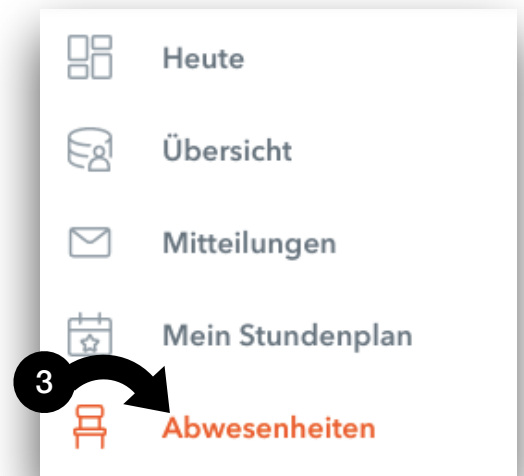 Heute
Übersicht
Mitteilungen
Mein Stundenplan
3
Abwesenheiten